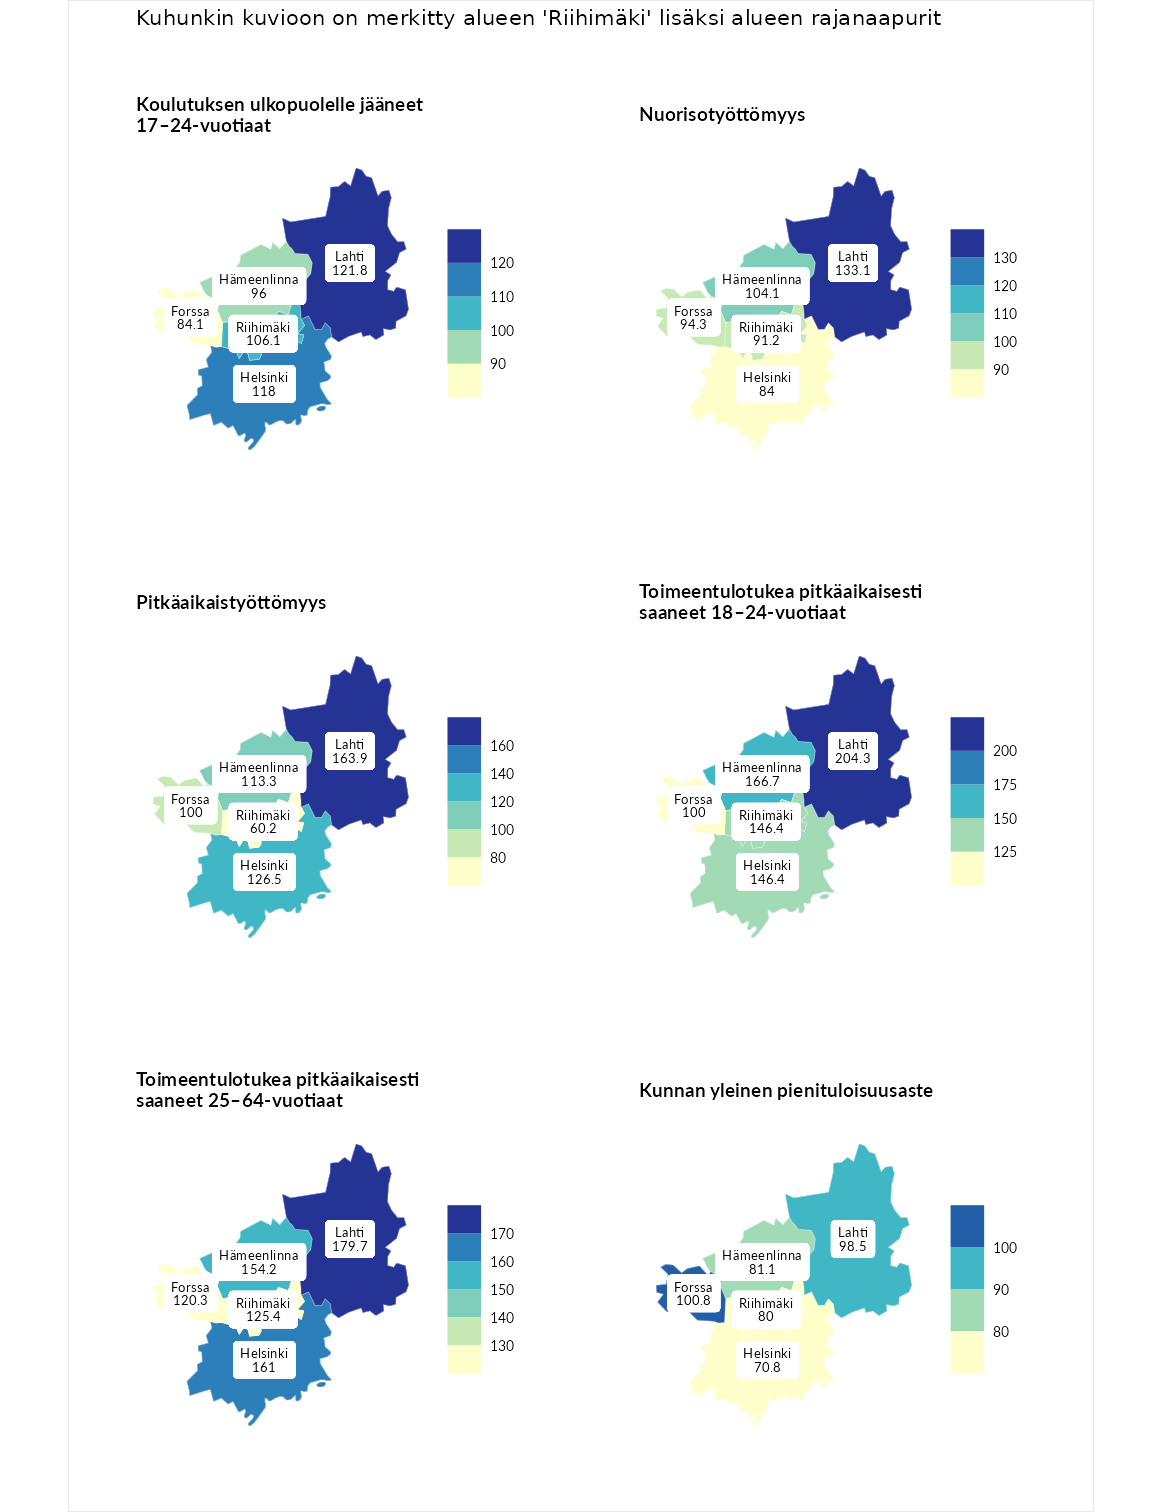 Kuhunkin kuvioon on merkitty alueen 'Riihimäki' lisäksi alueen rajanaapurit
Koulutuksen ulkopuolelle jääneet
17–24-vuotiaat
Lahti
121.8
Hämeenlinna
96
Forssa
84.1
Riihimäki
106.1
Helsinki
118
120
110
100
90
Nuorisotyöttömyys
Lahti
133.1
Hämeenlinna
104.1
Forssa
94.3
Riihimäki
91.2
Helsinki
84
130
120
110
100
90
Pitkäaikaistyöttömyys
Lahti
163.9
Hämeenlinna
113.3
Forssa
100
Riihimäki
60.2
Helsinki
126.5
160
140
120
100
80
Toimeentulotukea pitkäaikaisesti
saaneet 18–24-vuotiaat
Lahti
204.3
Hämeenlinna
166.7
Forssa
100
Riihimäki
146.4
Helsinki
146.4
200
175
150
125
Toimeentulotukea pitkäaikaisesti
saaneet 25–64-vuotiaat
Lahti
179.7
Hämeenlinna
154.2
Forssa
120.3
Riihimäki
125.4
Helsinki
161
170
160
150
140
130
Kunnan yleinen pienituloisuusaste
Lahti
98.5
Hämeenlinna
81.1
Forssa
100.8
Riihimäki
80
Helsinki
70.8
100
90
80